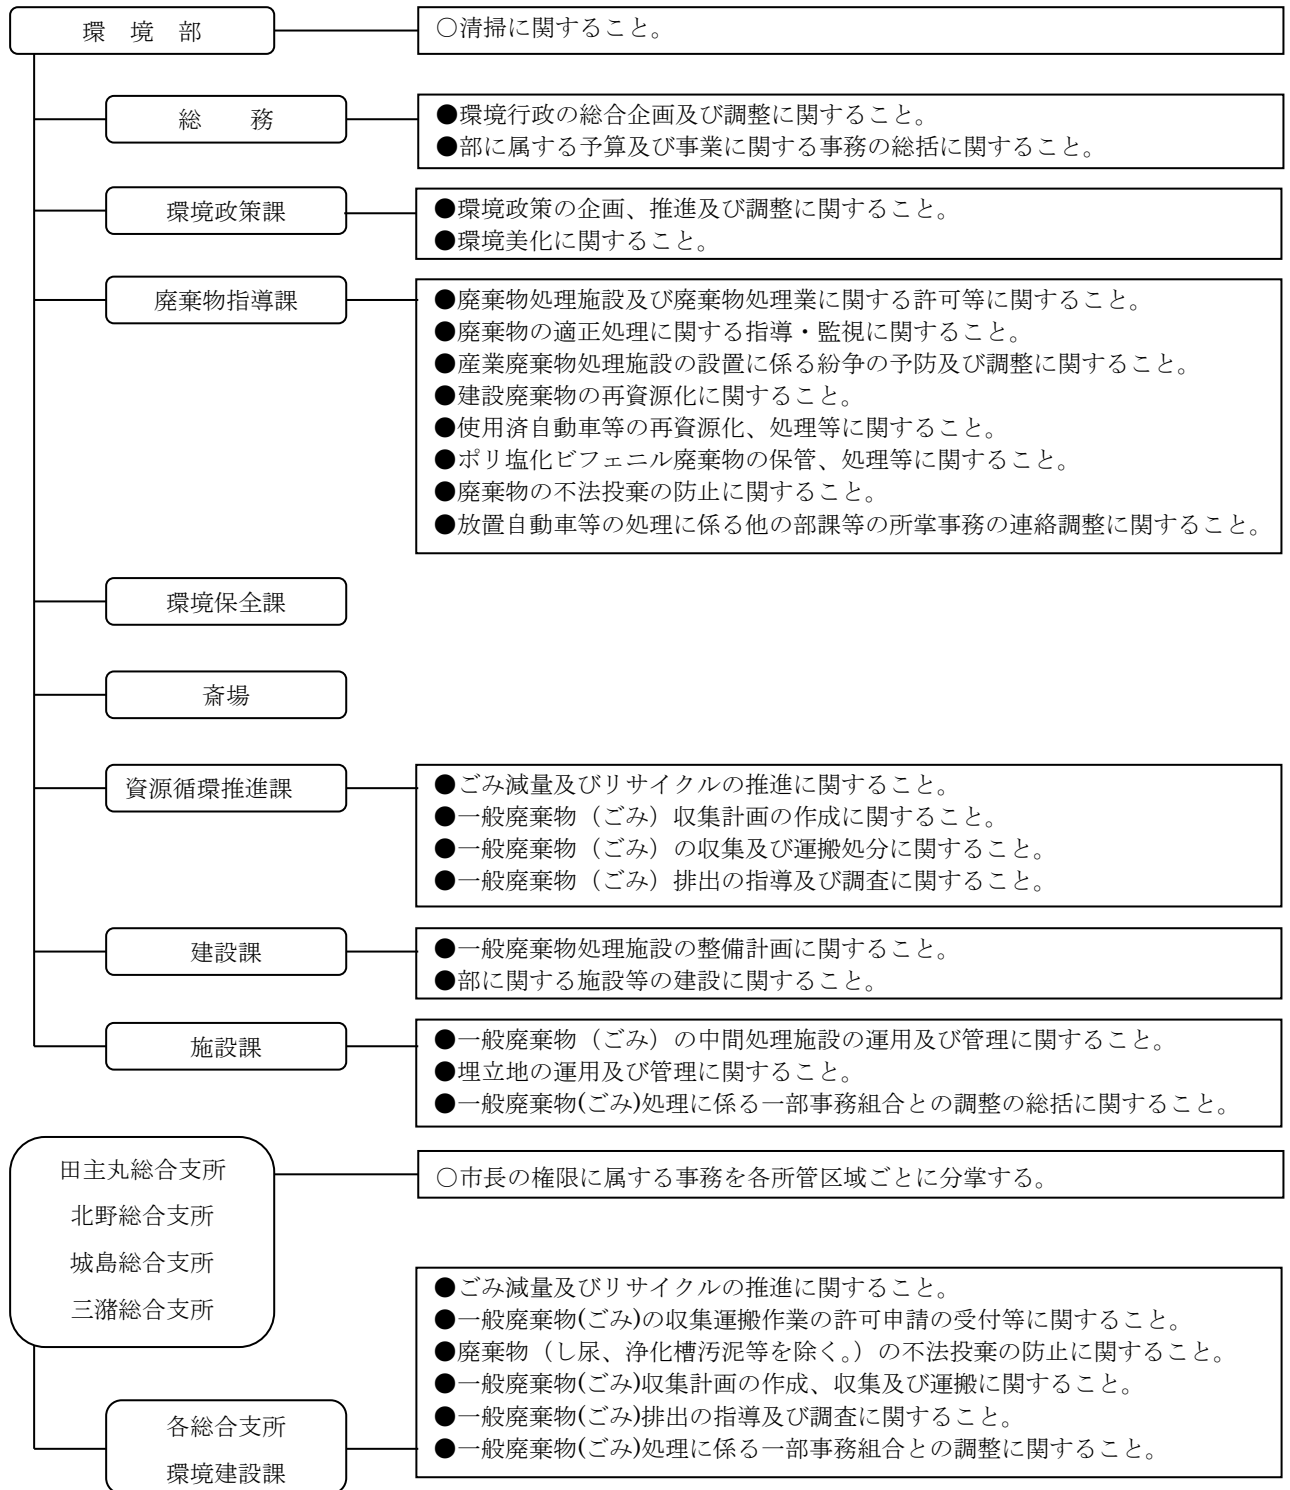 環　境　部
○清掃に関すること。
総　　務
●環境行政の総合企画及び調整に関すること。
●部に属する予算及び事業に関する事務の総括に関すること。
環境政策課
●環境政策の企画、推進及び調整に関すること。
●環境美化に関すること。
廃棄物指導課
●廃棄物処理施設及び廃棄物処理業に関する許可等に関すること。
●廃棄物の適正処理に関する指導・監視に関すること。
●産業廃棄物処理施設の設置に係る紛争の予防及び調整に関すること。
●建設廃棄物の再資源化に関すること。
●使用済自動車等の再資源化、処理等に関すること。
●ポリ塩化ビフェニル廃棄物の保管、処理等に関すること。
●廃棄物の不法投棄の防止に関すること。
●放置自動車等の処理に係る他の部課等の所掌事務の連絡調整に関すること。
環境保全課
斎場
資源循環推進課
●ごみ減量及びリサイクルの推進に関すること。
●一般廃棄物（ごみ）収集計画の作成に関すること。
●一般廃棄物（ごみ）の収集及び運搬処分に関すること。
●一般廃棄物（ごみ）排出の指導及び調査に関すること。
建設課
●一般廃棄物処理施設の整備計画に関すること。
●部に関する施設等の建設に関すること。
施設課
●一般廃棄物（ごみ）の中間処理施設の運用及び管理に関すること。
●埋立地の運用及び管理に関すること。
●一般廃棄物(ごみ)処理に係る一部事務組合との調整の総括に関すること。
田主丸総合支所
北野総合支所
城島総合支所
三潴総合支所
○市長の権限に属する事務を各所管区域ごとに分掌する。
各総合支所
環境建設課
●ごみ減量及びリサイクルの推進に関すること。
●一般廃棄物(ごみ)の収集運搬作業の許可申請の受付等に関すること。
●廃棄物（し尿、浄化槽汚泥等を除く。）の不法投棄の防止に関すること。
●一般廃棄物(ごみ)収集計画の作成、収集及び運搬に関すること。
●一般廃棄物(ごみ)排出の指導及び調査に関すること。
●一般廃棄物(ごみ)処理に係る一部事務組合との調整に関すること。